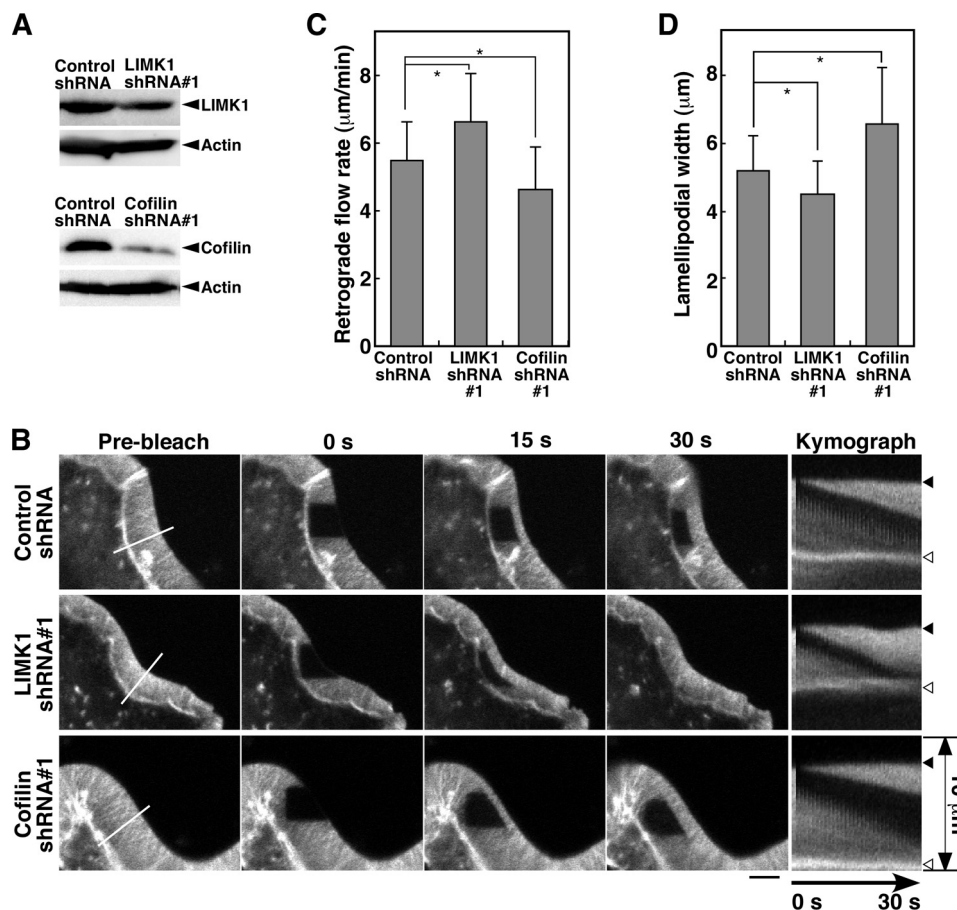 A
Control LIMK1
shRNA shRNA#1
LIMK1
Actin
Control Cofilin
shRNA shRNA#1
Cofilin
Actin
C
Retrograde flow rate (μm/min)
8
6
4
2
0
*
*
Control
shRNA
LIMK1
shRNA
#1
Cofilin
shRNA
#1
D
Lamellipodial width (μm)
8
6
4
2
0
*
*
Control
shRNA
LIMK1
shRNA
#1
Cofilin
shRNA
#1
B
Pre-bleach 0 s 15 s 30 s Kymograph
Control
shRNA
LIMK1
shRNA#1
Cofilin
shRNA#1
0 s 30 s